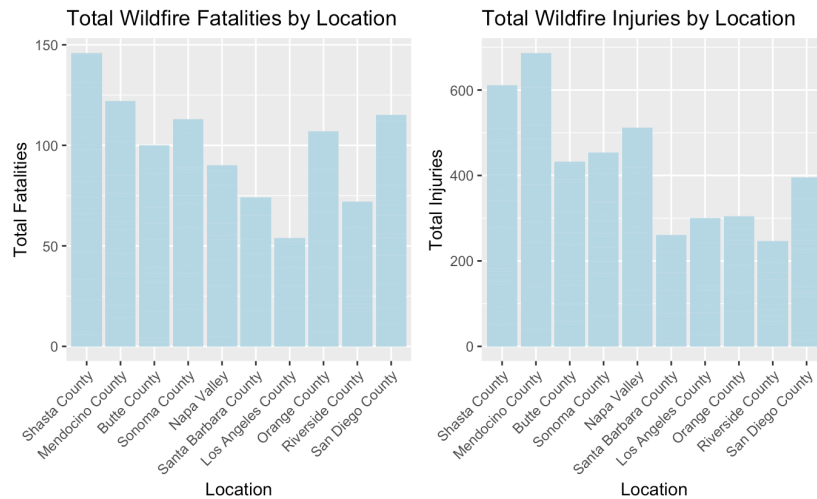 Total Wildfire Fatalities by Location
150
100
50
0
Total Fatalities
Shasta County
Mendocino County
Butte County
Sonoma County
Napa Valley
Santa Barbara County
Los Angeles County
Orange County
Riverside County
San Diego County
Location
Total Wildfire Injuries by Location
600
400
200
0
Total Injuries
Shasta County
Mendocino County
Butte County
Sonoma County
Napa Valley
Santa Barbara County
Los Angeles County
Orange County
Riverside County
San Diego County
Location